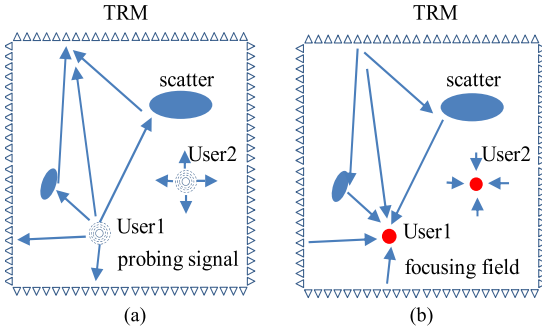 TRM
scatter
User2
User1
probing signal
(a)
TRM
scatter
User2
User1
focusing field
(b)